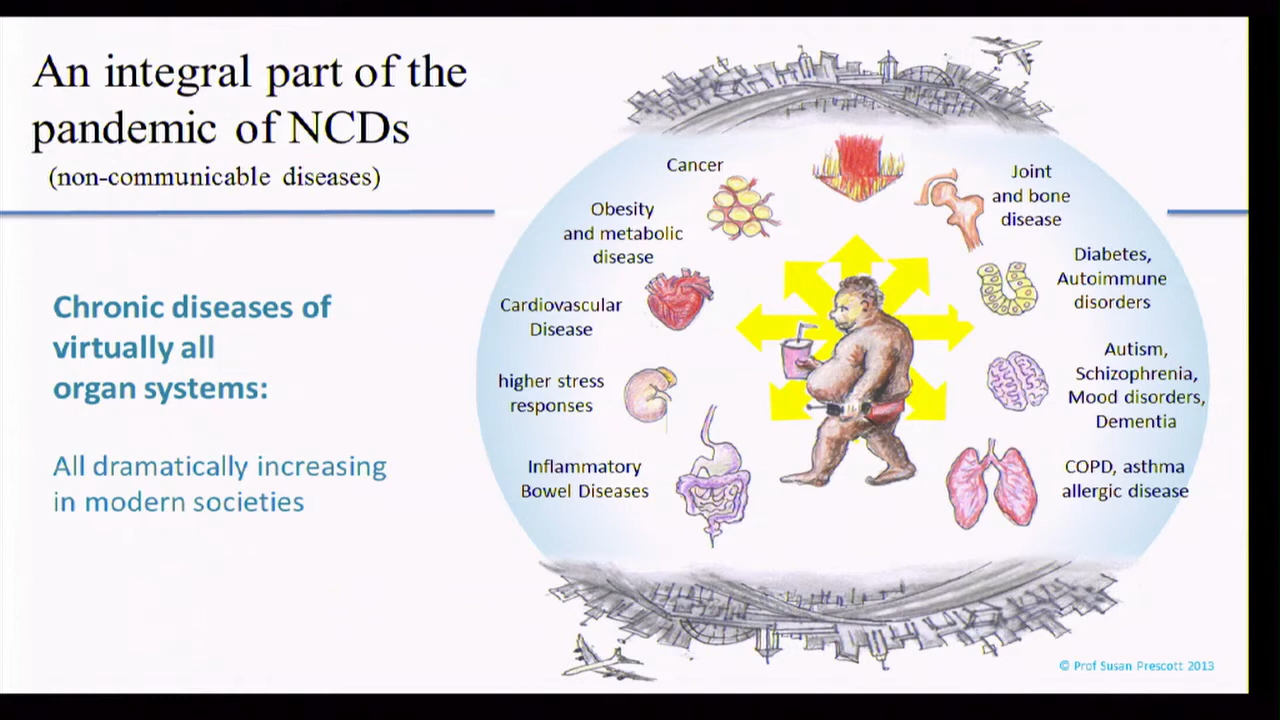 An integral part of the
pandemic of NCDs
(non-communicable diseases)
Chronic diseases of
virtually all
organ systems:
All dramatically increasing
in modern societies
Cancer
Obesity
and metabolic
disease
Cardiovascular
Disease
higher stress
responses
Inflammatory
Bowel Diseases
Joint
and bone
disease
Diabetes,
Autoimmune
disorders
Autism,
Schizophrenia,
Mood disorders,
Dementia
COPD, asthma
allergic disease
© Prof Susan Prescott 2013